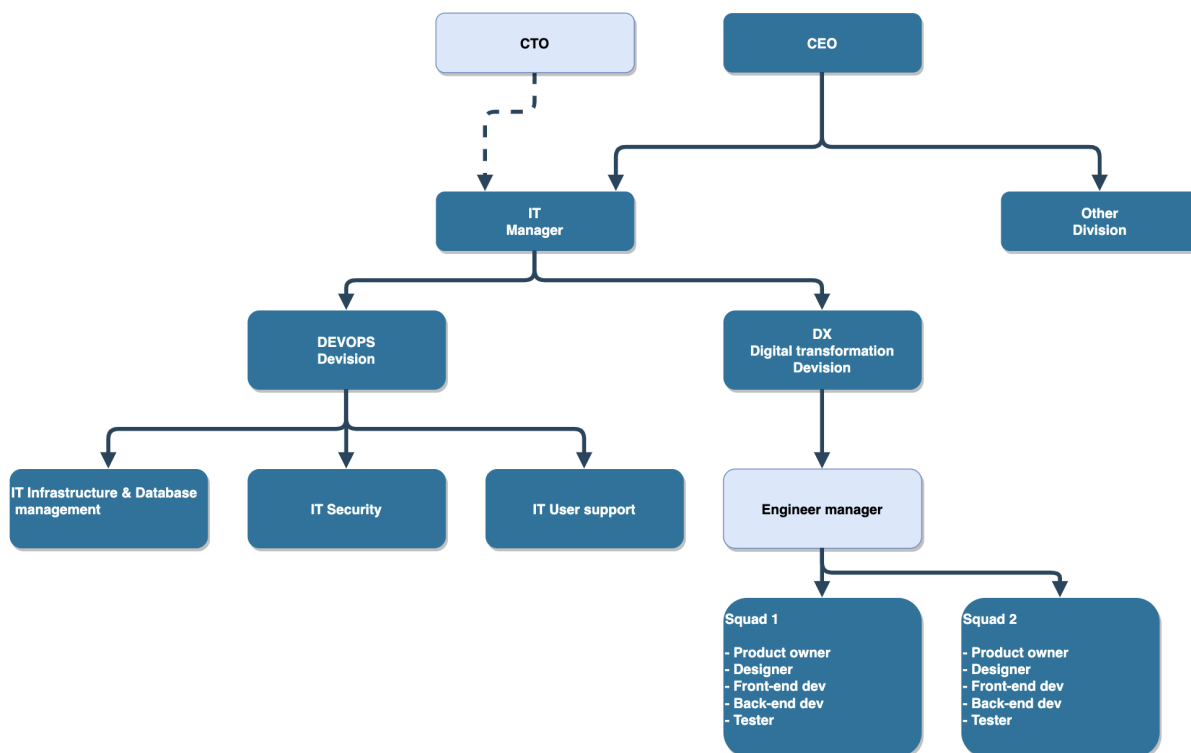 CTO
CEO
IT
Manager
Other
Division
DEVOPS
Devision
DX
Digital transformation
Devision
IT Infrastructure & Database
management
IT Security
IT User support
Engineer manager
Squad 1
- Product owner
- Designer
- Front-end dev
- Back-end dev
- Tester
Squad 2
- Product owner
- Designer
- Front-end dev
- Back-end dev
- Tester